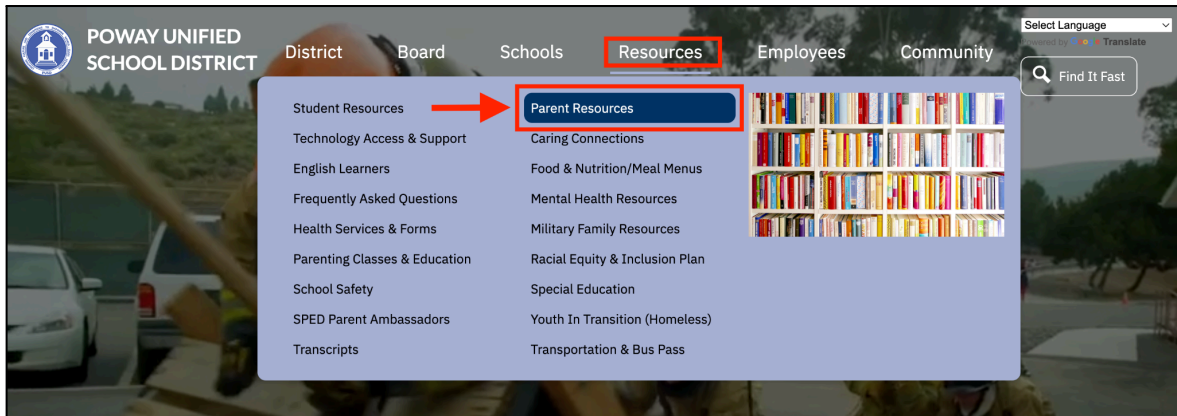 POWAY UNIFIED
SCHOOL DISTRICT
District Board Schools Resources Employees Community
Select Language
Powered by Google Translate
Find It Fast
Student Resources
Technology Access & Support
English Learners
Frequently Asked Questions
Health Services & Forms
Parenting Classes & Education
School Safety
SPED Parent Ambassadors
Transcripts
Parent Resources
Caring Connections
Food & Nutrition/Meal Menus
Mental Health Resources
Military Family Resources
Racial Equity & Inclusion Plan
Special Education
Youth In Transition (Homeless)
Transportation & Bus Pass